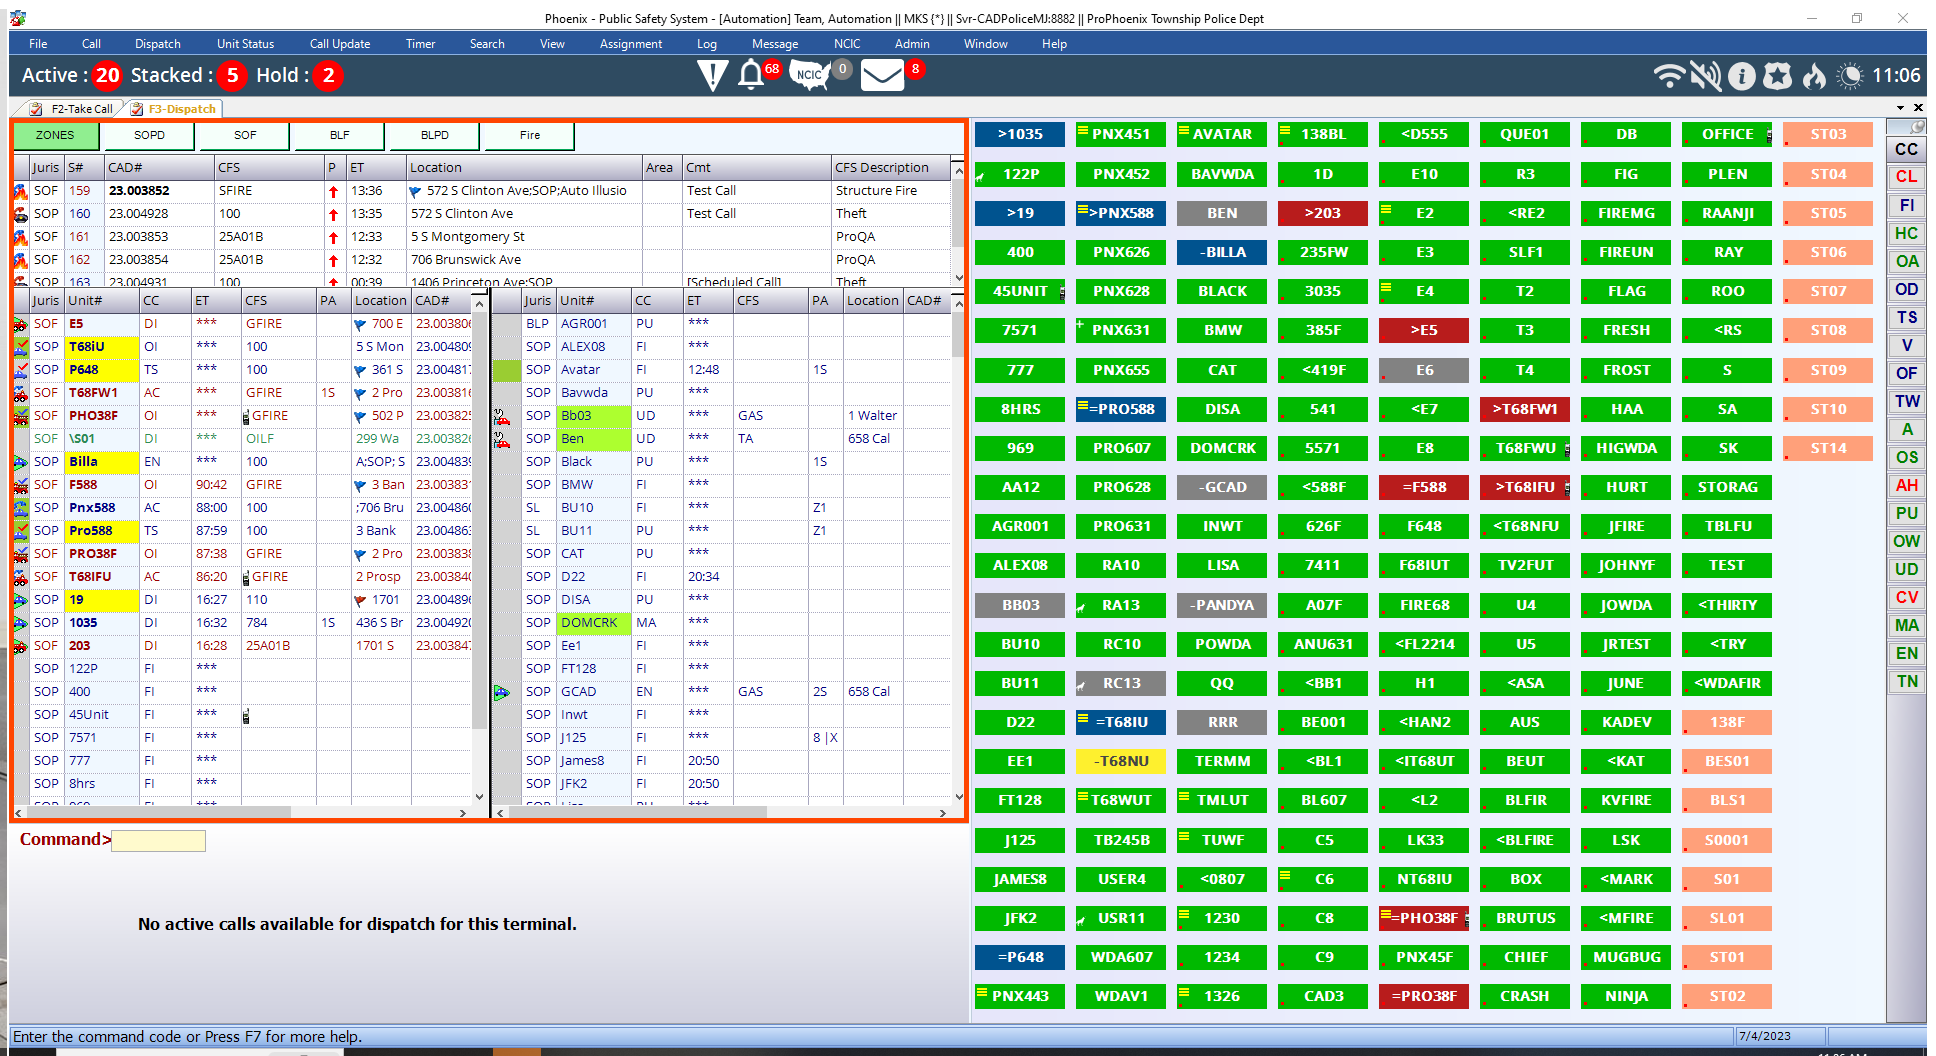 Phoenix - Public Safety System - [Automation] Team, Automation || MKS {*} || Svr-CADPoliceMJ:8882 || ProPhoenix Township Police Dept
File Call Dispatch Unit Status Call Update Timer Search View Assignment Log Message NCIC Admin Window Help
Active : 20 Stacked : 5 Hold : 2 68 NCIC 0 8 11:06
F2-Take Call F3-Dispatch
ZONES SOPD SOF BLF BLPD Fire
Juris S# CAD# CFS P ET Location Area Cmt CFS Description
SOF 159 23.003852 SFIRE 13:36 572 S Clinton Ave;SOP;Auto Illusio Test Call Structure Fire
SOP 160 23.004928 100 13:35 572 S Clinton Ave Test Call Theft
SOF 161 23.003853 25A01B 12:33 5 S Montgomery St ProQA
SOF 162 23.003854 25A01B 12:32 706 Brunswick Ave ProQA
SOP 163 23.004931 100 00:39 1406 Princeton Ave;SOP [Scheduled Call] Theft
Juris Unit# CC ET CFS PA Location CAD#
SOF E5 DI *** GFIRE 700 E 23.003806
SOP T68iU OI *** 100 5 S Mon 23.004809
SOP P648 TS *** 100 361 S 23.004817
SOF T68FW1 AC *** GFIRE 1S 2 Pro 23.003816
SOF PHO38F OI *** GFIRE 502 P 23.003825
SOF \S01 DI *** OILF 299 Wa 23.003826
SOP Billa EN *** 100 A;SOP; S 23.004839
SOF F588 OI 90:42 GFIRE 3 Ban 23.003831
SOP Pnx588 AC 88:00 100 ;706 Bru 23.004860
SOP Pro588 TS 87:59 100 3 Bank 23.004863
SOF PRO38F OI 87:38 GFIRE 2 Pro 23.003838
SOF T68IFU AC 86:20 GFIRE 2 Prosp 23.003840
SOP 19 DI 16:27 110 1701 23.004896
SOP 1035 DI 16:32 784 1S 436 S Br 23.004920
SOF 203 DI 16:28 25A01B 1701 S 23.003847
SOP 122P FI ***
SOP 400 FI ***
SOP 45Unit FI ***
SOP 7571 FI ***
SOP 777 FI ***
SOP 8hrs FI ***
Juris Unit# CC ET CFS PA Location CAD#
BLP AGR001 PU ***
SOP ALEX08 FI ***
SOP Avatar FI 12:48 1S
SOP Bavwda PU ***
SOP Bb03 UD *** GAS 1 Walter
SOP Ben UD *** TA 658 Cal
SOP Black PU *** 1S
SOP BMW FI ***
SL BU10 FI *** Z1
SL BU11 PU *** Z1
SOP CAT PU ***
SOP D22 FI 20:34
SOP DISA PU ***
SOP DOMCRK MA ***
SOP Ee1 FI ***
SOP FT128 FI ***
SOP GCAD EN *** GAS 2S 658 Cal
SOP Inwt FI ***
SOP J125 FI *** 8 |X
SOP James8 FI 20:50
SOP JFK2 FI 20:50
Command>
No active calls available for dispatch for this terminal.
>1035 PNX451 AVATAR 138BL <D555 QUE01 DB OFFICE ST03
122P PNX452 BAVWDA 1D E10 R3 FIG PLEN ST04
>19 >PNX588 BEN >203 E2 <RE2 FIREMG RAANJI ST05
400 PNX626 -BILLA 235FW E3 SLF1 FIREUN RAY ST06
45UNIT PNX628 BLACK 3035 E4 T2 FLAG ROO ST07
7571 PNX631 BMW 385F >E5 T3 FRESH <RS ST08
777 PNX655 CAT <419F E6 T4 FROST S ST09
8HRS =PRO588 DISA 541 <E7 >T68FW1 HAA SA ST10
969 PRO607 DOMCRK 5571 E8 T68FWU HIGWDA SK ST14
AA12 PRO628 -GCAD <588F =F588 >T68IFU HURT STORAG
AGR001 PRO631 INWT 626F F648 <T68NFU JFIRE TBLFU
ALEX08 RA10 LISA 7411 F68IUT TV2FUT JOHNYF TEST
BB03 RA13 -PANDYA A07F FIRE68 U4 JOWDA <THIRTY
BU10 RC10 POWDA ANU631 <FL2214 U5 JRTEST <TRY
BU11 RC13 QQ <BB1 H1 <ASA JUNE <WDAFIR
D22 =T68IU RRR BE001 <HAN2 AUS KADEV 138F
EE1 -T68NU TERMM <BL1 <IT68UT BEUT <KAT BES01
FT128 T68WUT TMLUT BL607 <L2 BLFIR KVFIRE BLS1
J125 TB245B TUWF C5 LK33 <BLFIRE LSK S0001
JAMES8 USER4 <0807 C6 NT68IU BOX <MARK S01
JFK2 USR11 1230 C8 =PHO38F BRUTUS <MFIRE SL01
=P648 WDA607 1234 C9 PNX45F CHIEF MUGBUG ST01
PNX443 WDAV1 1326 CAD3 =PRO38F CRASH NINJA ST02
CC
CL
FI
HC
OA
OD
TS
V
OF
TW
A
OS
AH
PU
OW
UD
CV
MA
EN
TN
Enter the command code or Press F7 for more help. 7/4/2023